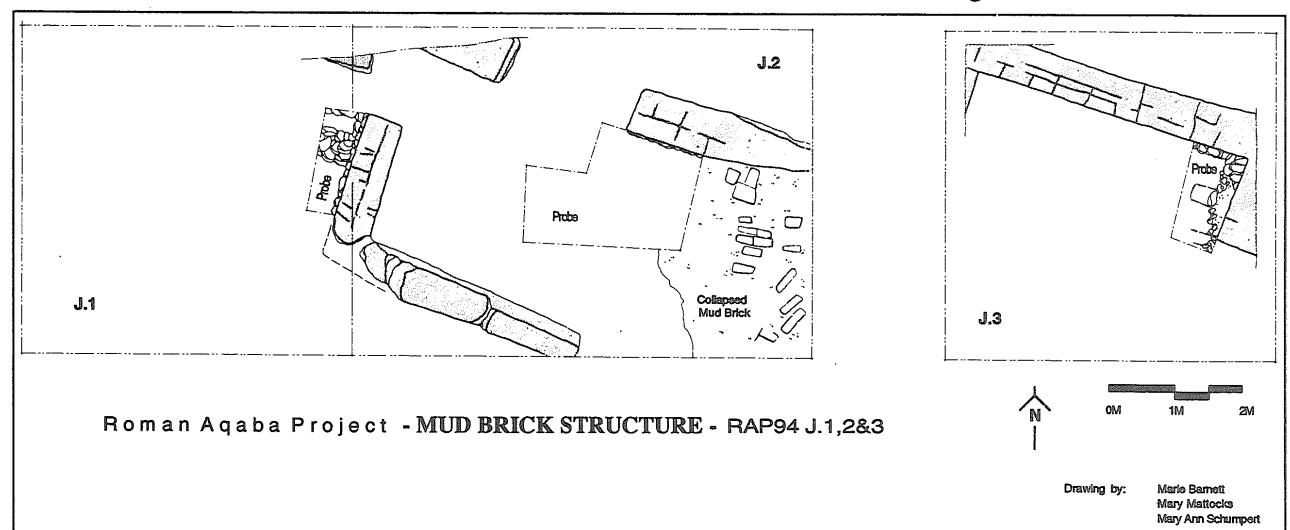 J.2
Probe
Probe
Probe
J.1
Collapsed
Mud Brick
J.3
Roman Aqaba Project - MUD BRICK STRUCTURE - RAP94 J.1,2&3
N
0M 1M 2M
Drawing by: Marie Barnett
Mary Mattocks
Mary Ann Schumpert